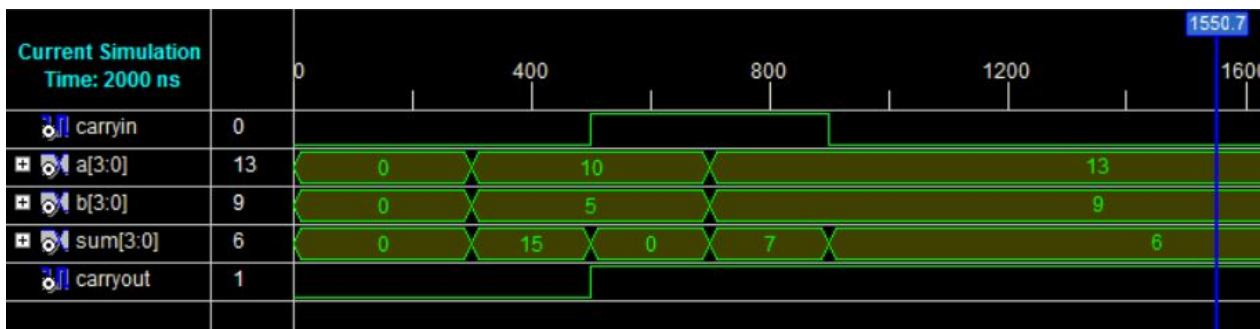 1550.7
Current Simulation
Time: 2000 ns
0 400 800 1200 1600
carryin 0
a[3:0] 13 0 10 13
b[3:0] 9 0 5 9
sum[3:0] 6 0 15 0 7 6
carryout 1